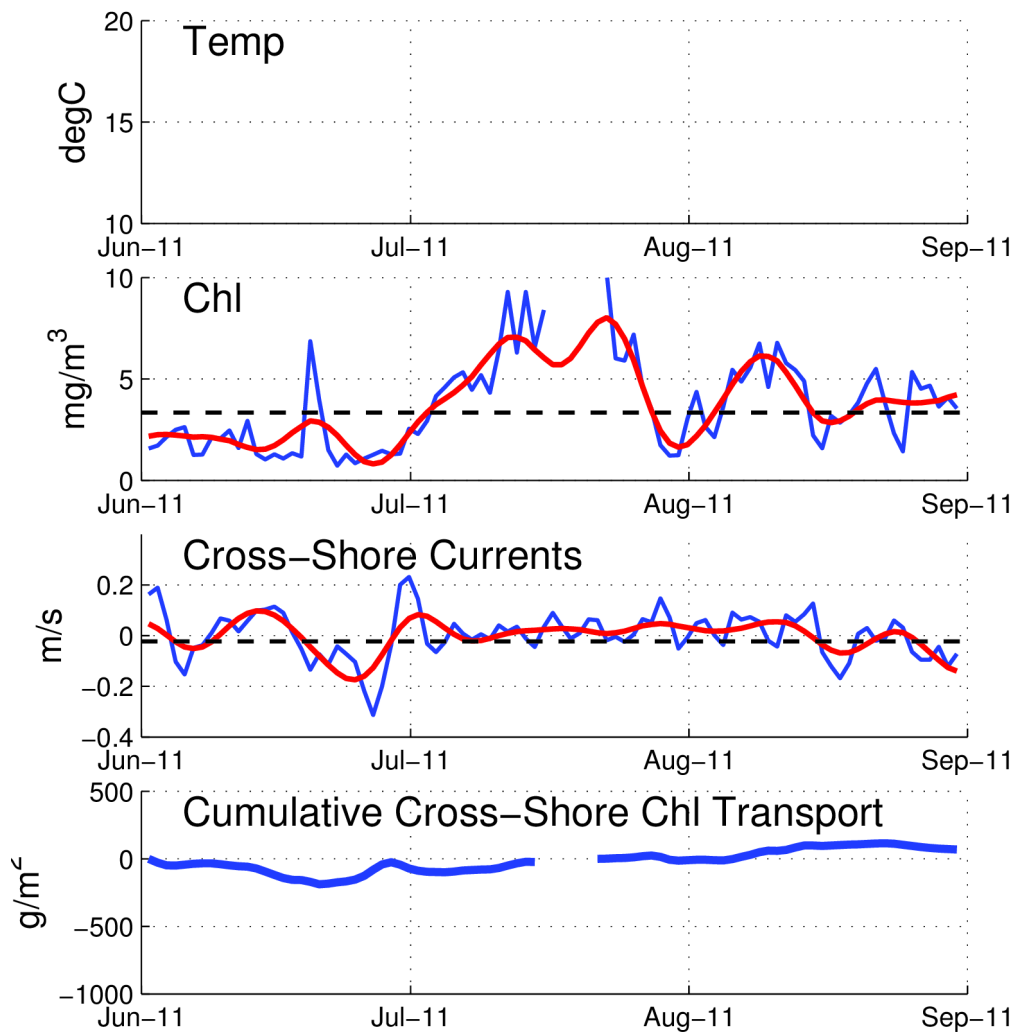 Temp
degC
20
15
10
Jun−11 Jul−11 Aug−11 Sep−11
Chl
mg/m³
10
5
0
Jun−11 Jul−11 Aug−11 Sep−11
Cross−Shore Currents
m/s
0.2
0
−0.2
−0.4
Jun−11 Jul−11 Aug−11 Sep−11
Cumulative Cross−Shore Chl Transport
g/m²
500
0
−500
−1000
Jun−11 Jul−11 Aug−11 Sep−11